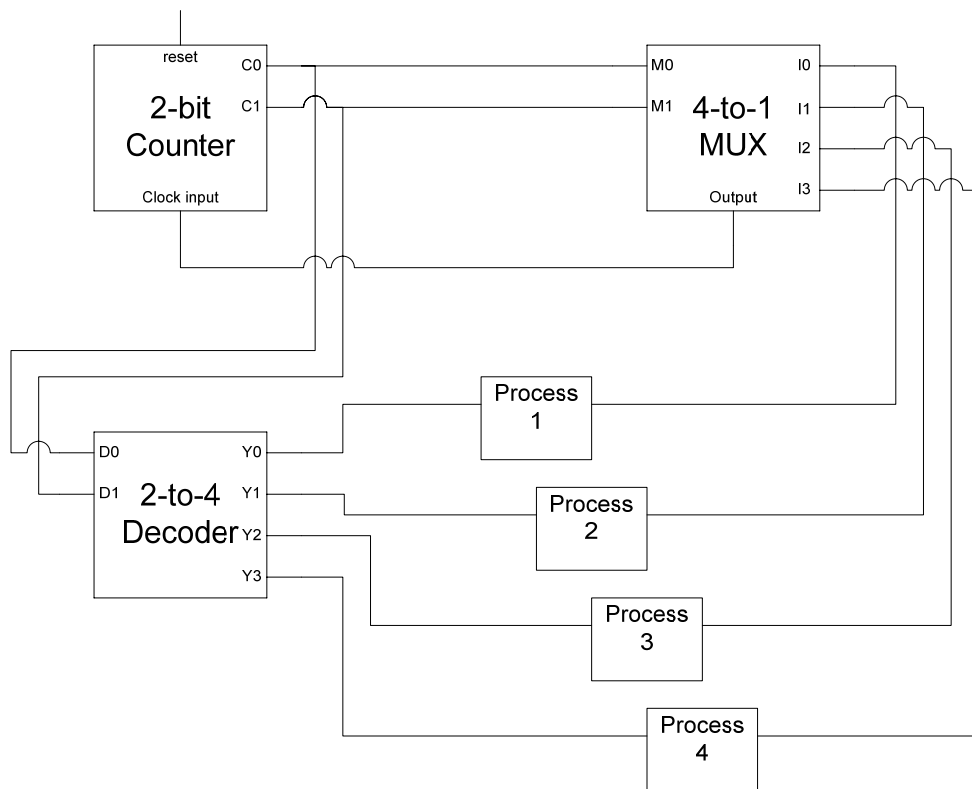 reset
C0
C1
2-bit
Counter
Clock input
M0
M1
4-to-1
MUX
I0
I1
I2
I3
Output
D0
D1
2-to-4
Decoder
Y0
Y1
Y2
Y3
Process
1
Process
2
Process
3
Process
4